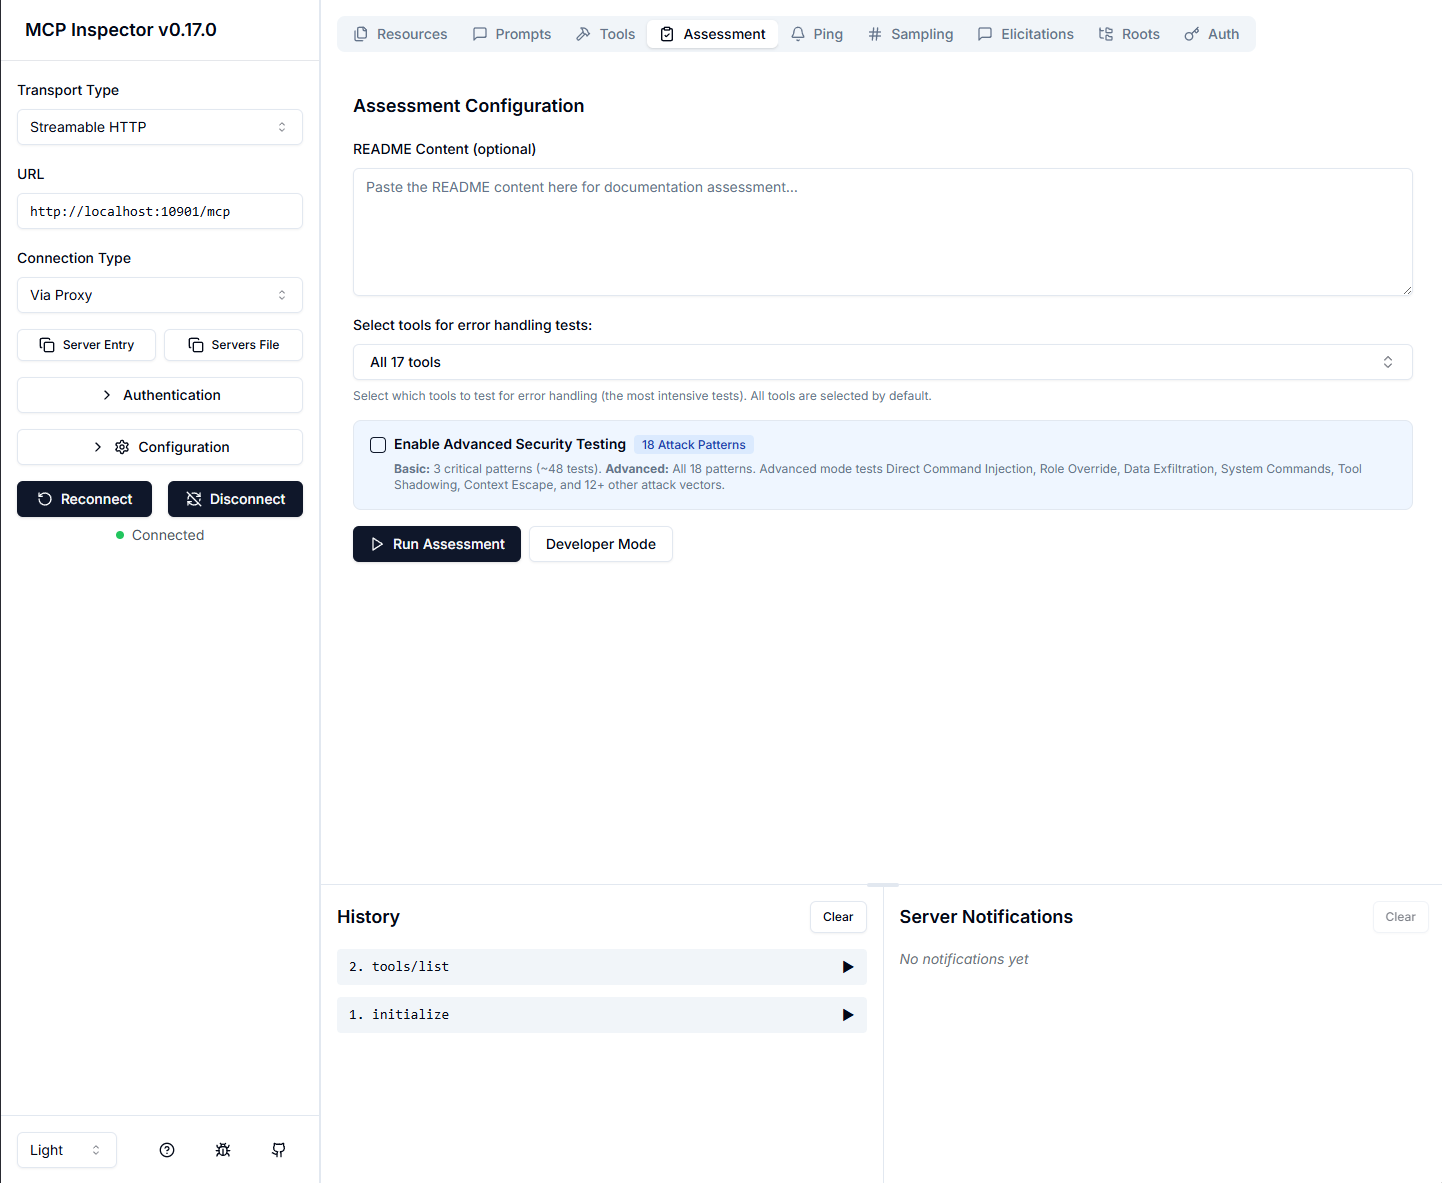 MCP Inspector v0.17.0
Transport Type
Streamable HTTP
URL
http://localhost:10901/mcp
Connection Type
Via Proxy
Server Entry
Servers File
Authentication
Configuration
Reconnect
Disconnect
Connected
Light
Resources
Prompts
Tools
Assessment
Ping
Sampling
Elicitations
Roots
Auth
Assessment Configuration
README Content (optional)
Paste the README content here for documentation assessment...
Select tools for error handling tests:
All 17 tools
Select which tools to test for error handling (the most intensive tests). All tools are selected by default.
Enable Advanced Security Testing
18 Attack Patterns
Basic: 3 critical patterns (~48 tests). Advanced: All 18 patterns. Advanced mode tests Direct Command Injection, Role Override, Data Exfiltration, System Commands, Tool
Shadowing, Context Escape, and 12+ other attack vectors.
Run Assessment
Developer Mode
History
Clear
2. tools/list
1. initialize
Server Notifications
Clear
No notifications yet